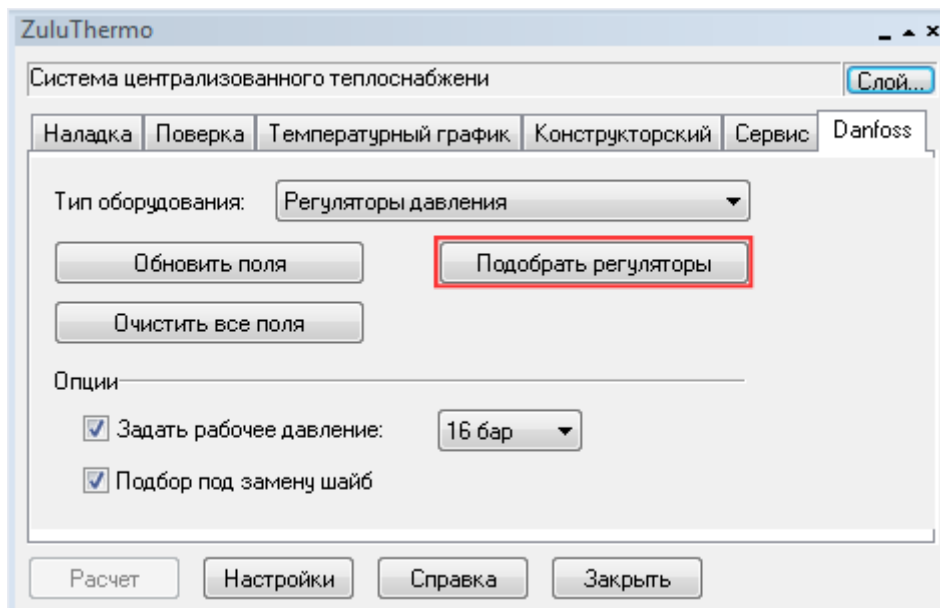 ZuluThermo
Система централизованного теплоснабжени
Слой...
Наладка Поверка Температурный график Конструкторский Сервис Danfoss
Тип оборудования: Регуляторы давления
Обновить поля Подобрать регуляторы
Очистить все поля
Опции
Задать рабочее давление: 16 бар
Подбор под замену шайб
Расчет Настройки Справка Закрыть